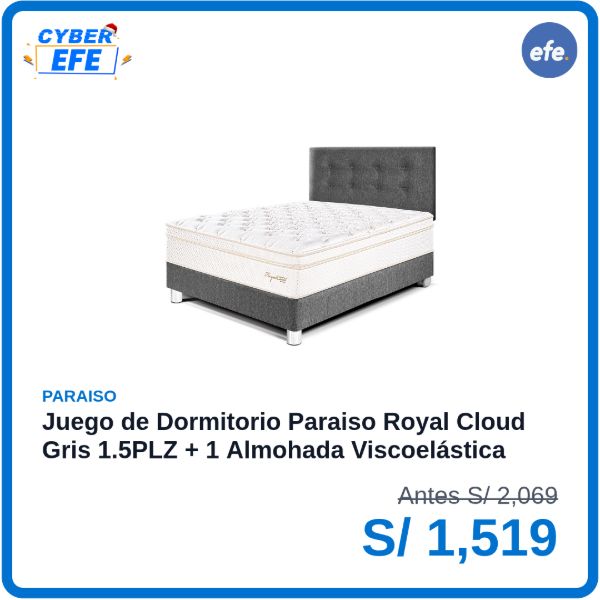 CYBER
EFE
efe.
PARAISO
Juego de Dormitorio Paraiso Royal Cloud
Gris 1.5PLZ + 1 Almohada Viscoelástica
Antes S/ 2,069
S/ 1,519